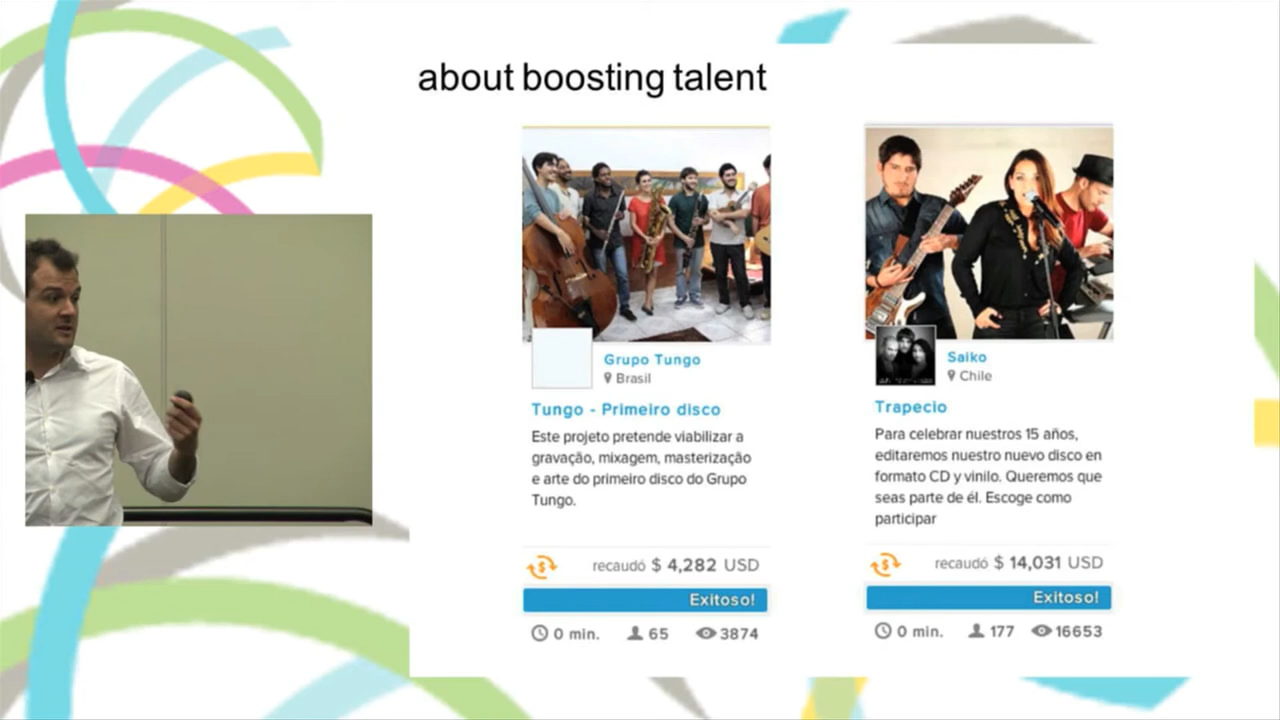 about boosting talent
Grupo Tungo
Brasil
Tungo - Primeiro disco
Este projeto pretende viabilizar a
gravação, mixagem, masterização
e arte do primeiro disco do Grupo
Tungo.
recaudó $ 4,282 USD
Exitoso!
0 min. 65 3874
Saiko
Chile
Trapecio
Para celebrar nuestros 15 años,
editaremos nuestro nuevo disco en
formato CD y vinilo. Queremos que
seas parte de él. Escoge como
participar
recaudó $ 14,031 USD
Exitoso!
0 min. 177 16653